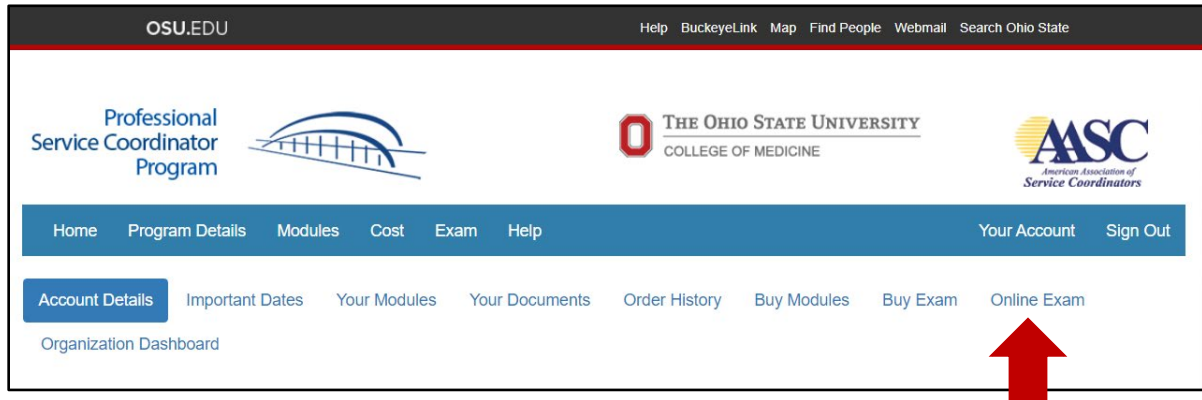 OSU.EDU Help BuckeyeLink Map Find People Webmail Search Ohio State
Professional
Service Coordinator
Program
THE OHIO STATE UNIVERSITY
COLLEGE OF MEDICINE
AASC
American Association of
Service Coordinators
Home Program Details Modules Cost Exam Help Your Account Sign Out
Account Details Important Dates Your Modules Your Documents Order History Buy Modules Buy Exam Online Exam
Organization Dashboard